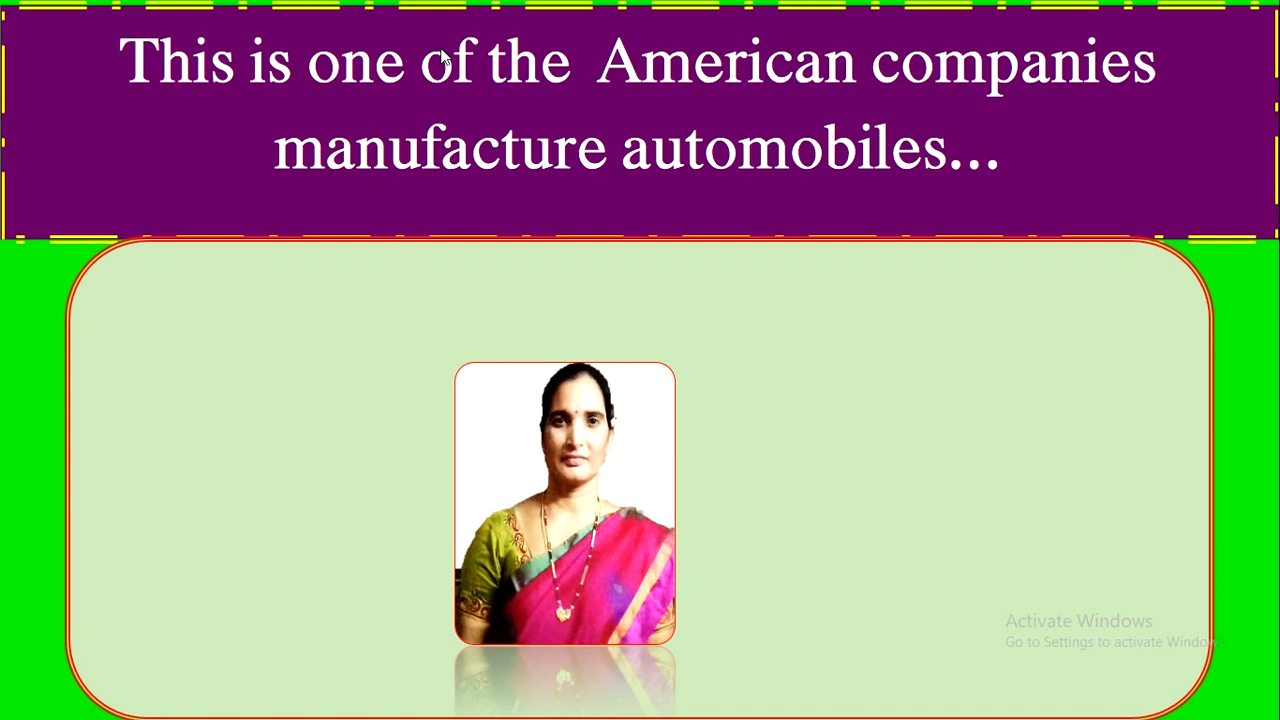 This is one of the American companies
manufacture automobiles...
Activate Windows
Go to Settings to activate Windows.